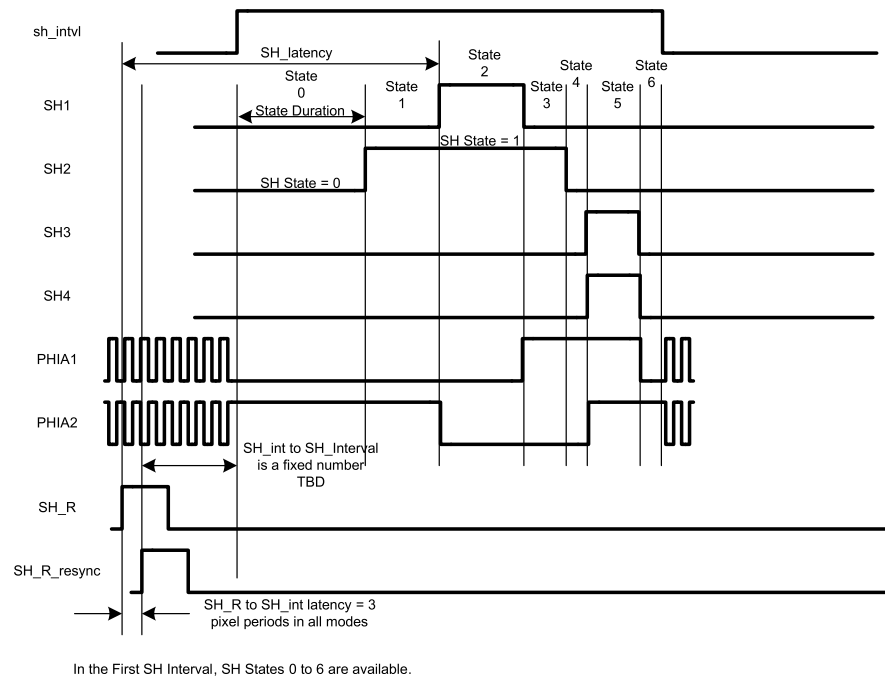 sh_intvl
SH_latency
State
0
State Duration
State
1
State
2
State
3
State
4
State
5
State
6
SH1
SH State = 1
SH2
SH State = 0
SH3
SH4
PHIA1
PHIA2
SH_int to SH_Interval
is a fixed number
TBD
SH_R
SH_R_resync
SH_R to SH_int latency = 3
pixel periods in all modes
In the First SH Interval, SH States 0 to 6 are available.